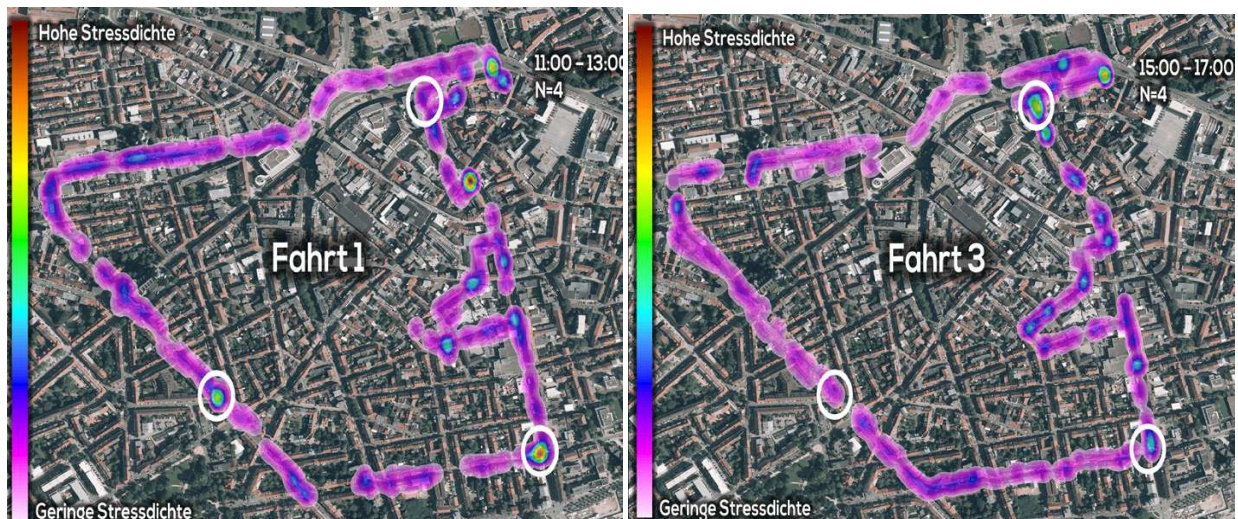 Hohe Stressdichte
11:00 – 13:00
N=4
Fahrt 1
Geringe Stressdichte
Hohe Stressdichte
15:00 – 17:00
N=4
Fahrt 3
Geringe Stressdichte